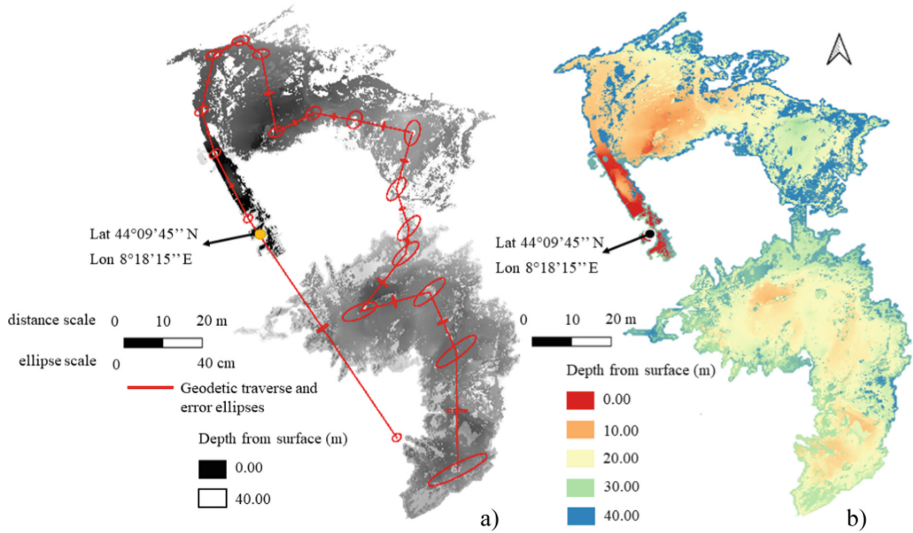 Lat 44°09’45’’ N
Lon 8°18’15’’ E
distance scale 0 10 20 m
ellipse scale 0 40 cm
Geodetic traverse and
error ellipses
Depth from surface (m)
0.00
40.00
a)
Lat 44°09’45’’ N
Lon 8°18’15’’ E
0 10 20 m
Depth from surface (m)
0.00
10.00
20.00
30.00
40.00
b)